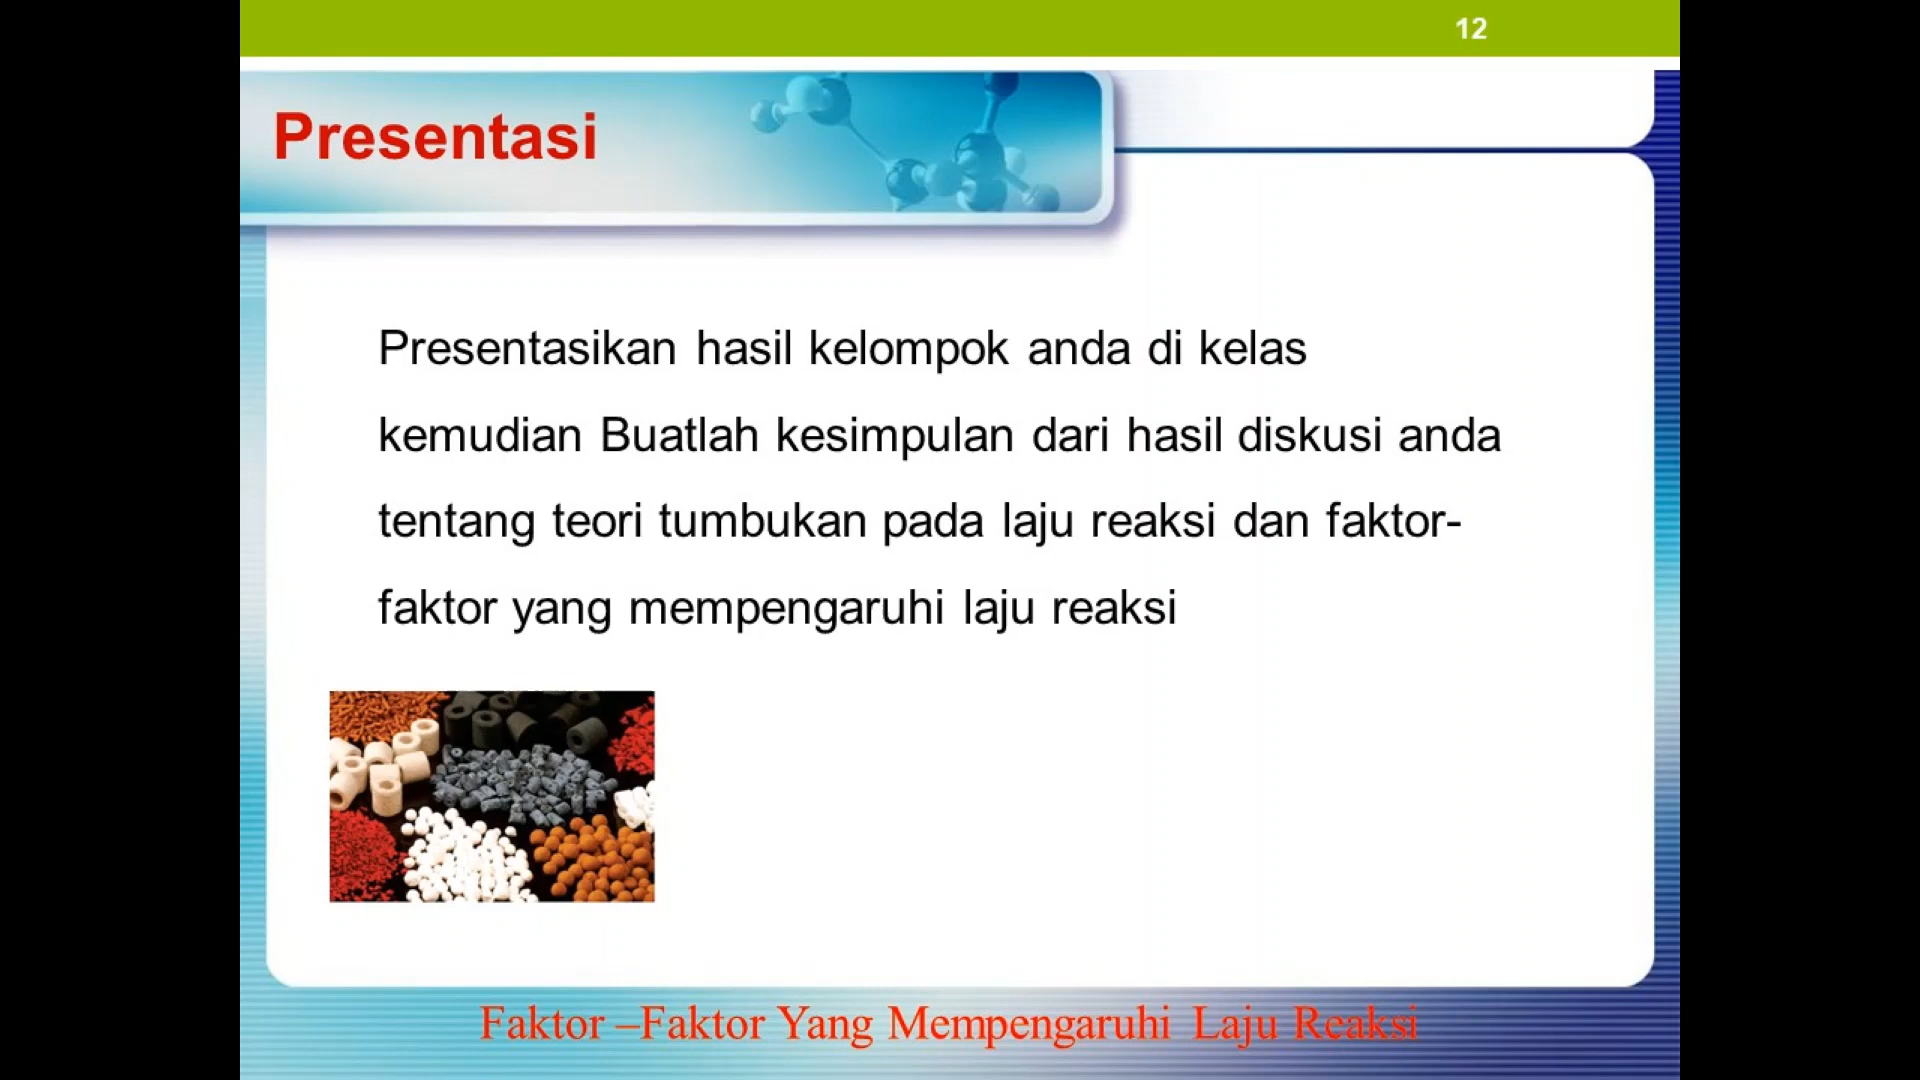 12
Presentasi
Presentasikan hasil kelompok anda di kelas
kemudian Buatlah kesimpulan dari hasil diskusi anda
tentang teori tumbukan pada laju reaksi dan faktor-
faktor yang mempengaruhi laju reaksi
Faktor –Faktor Yang Mempengaruhi Laju Reaksi